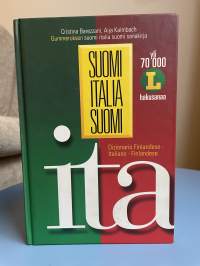 Cristina Barezzani, Aija Kalmbach
Gummeruksen suomi italia suomi sanakirja
yli
70 000
L
hakusanaa
SUOMI
ITALIA
SUOMI
Dizionario Finlandese -
Italiano - Finlandese
ita